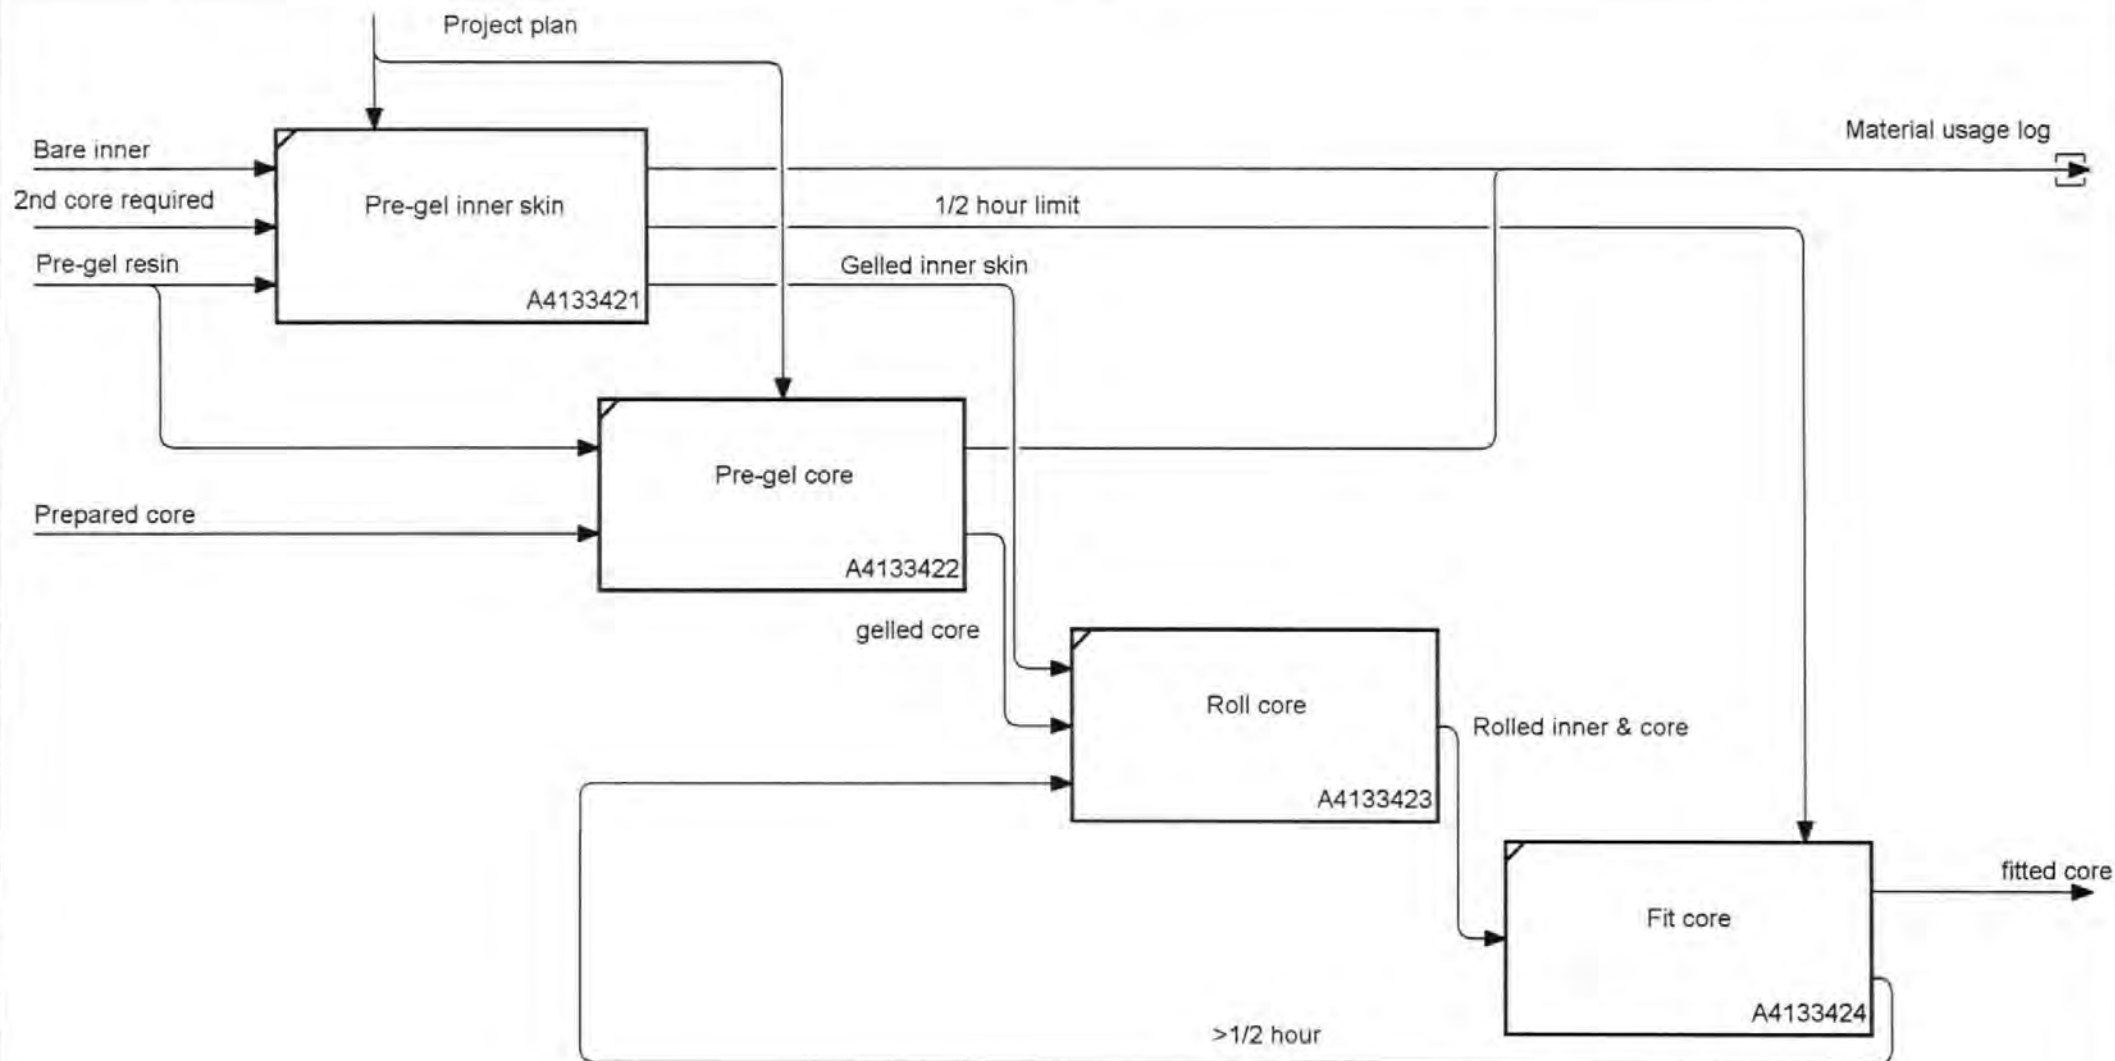 Project plan
Material usage log
Bare inner
2nd core required
Pre-gel inner skin
1/2 hour limit
Pre-gel resin
Gelled inner skin
A4133421
Pre-gel core
Prepared core
A4133422
gelled core
Roll core
Rolled inner & core
A4133423
fitted core
Fit core
A4133424
>1/2 hour